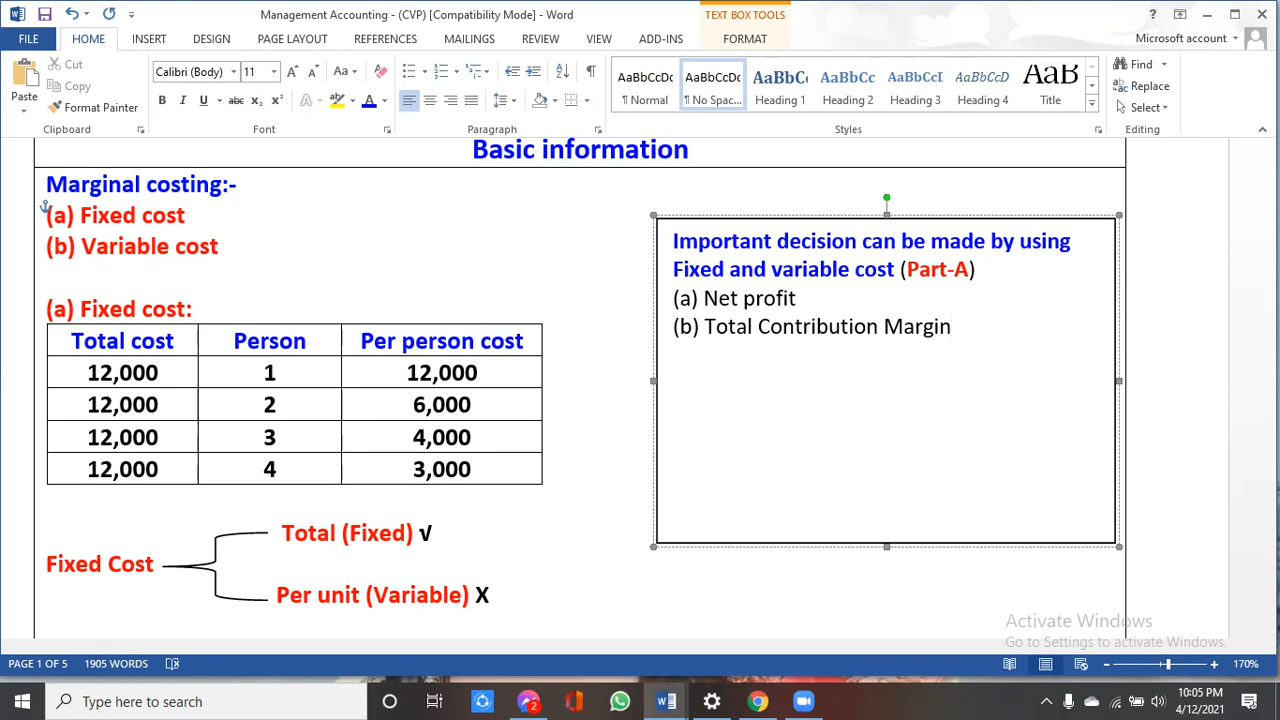 Management Accounting - (CVP) [Compatibility Mode] - Word
TEXT BOX TOOLS
FILE HOME INSERT DESIGN PAGE LAYOUT REFERENCES MAILINGS REVIEW VIEW ADD-INS FORMAT Microsoft account
Paste
Cut
Copy
Format Painter
Calibri (Body) 11
AaBbCcDc AaBbCcDc AaBbCc AaBbCcDc AaBbCcI AaBbCcDc AaB
¶ Normal ¶ No Spac... Heading Heading 2 Heading 3 Heading 4 Title
Find
Replace
Select
Clipboard Font Paragraph Styles Editing
Basic information
Marginal costing:-
(a) Fixed cost
(b) Variable cost
(a) Fixed cost:
Total cost Person Per person cost
12,000 1 12,000
12,000 2 6,000
12,000 3 4,000
12,000 4 3,000
Fixed Cost
Total (Fixed) √
Per unit (Variable) X
Important decision can be made by using
Fixed and variable cost (Part-A)
(a) Net profit
(b) Total Contribution Margin
Activate Windows
Go to Settings to activate Windows.
PAGE 1 OF 5 1905 WORDS 170%
Type here to search
2
10:05 PM
4/12/2021